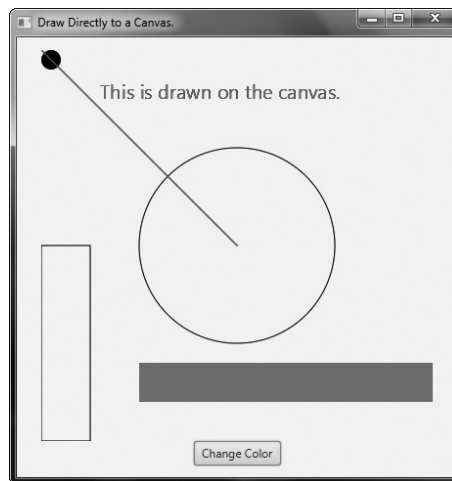 Draw Directly to a Canvas.
This is drawn on the canvas.
Change Color